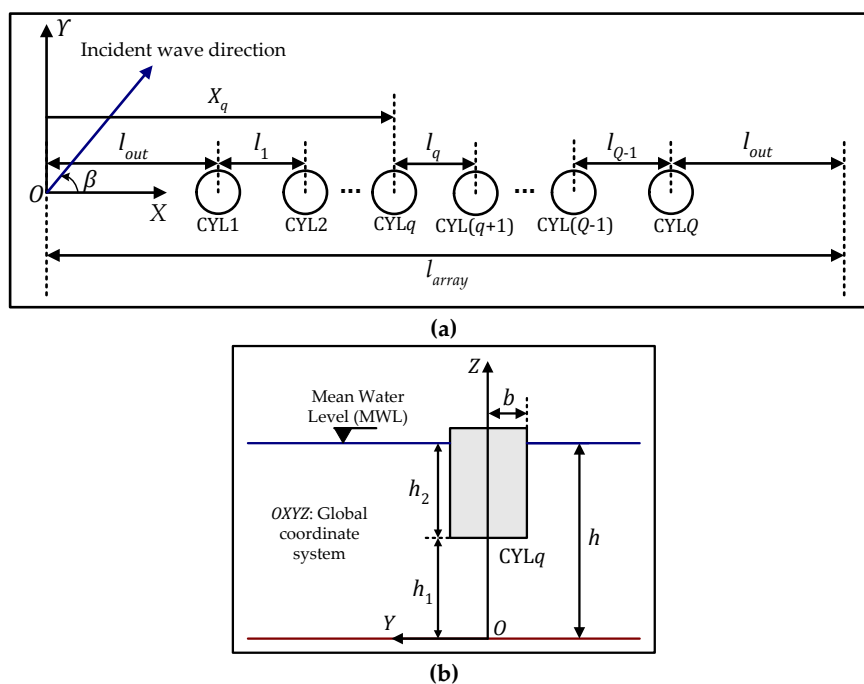 Y
Incident wave direction
X_q
l_out
l_1
l_q
l_Q-1
l_out
β
O
X
...
...
CYL1
CYL2
CYLq
CYL(q+1)
CYL(Q-1)
CYLQ
l_array
(a)
Z
b
Mean Water
Level (MWL)
h_2
OXYZ: Global
coordinate
system
CYLq
h
h_1
Y
O
(b)